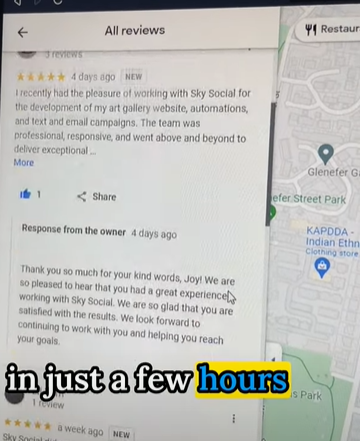 All reviews
Restaur
3 reviews
4 days ago NEW
I recently had the pleasure of working with Sky Social for
the development of my art gallery website, automations,
and text and email campaigns. The team was
professional, responsive, and went above and beyond to
deliver exceptional ...
More
1
Share
Response from the owner 4 days ago
Thank you so much for your kind words, Joy! We are
so pleased to hear that you had a great experience
working with Sky Social. We are so glad that you are
satisfied with the results. We look forward to
continuing to work with you and helping you reach
your goals.
Glenefer G
efer Street Park
KAPDDA -
Indian Ethn
Clothing store
in just a few hours
s Park
1 review
a week ago NEW